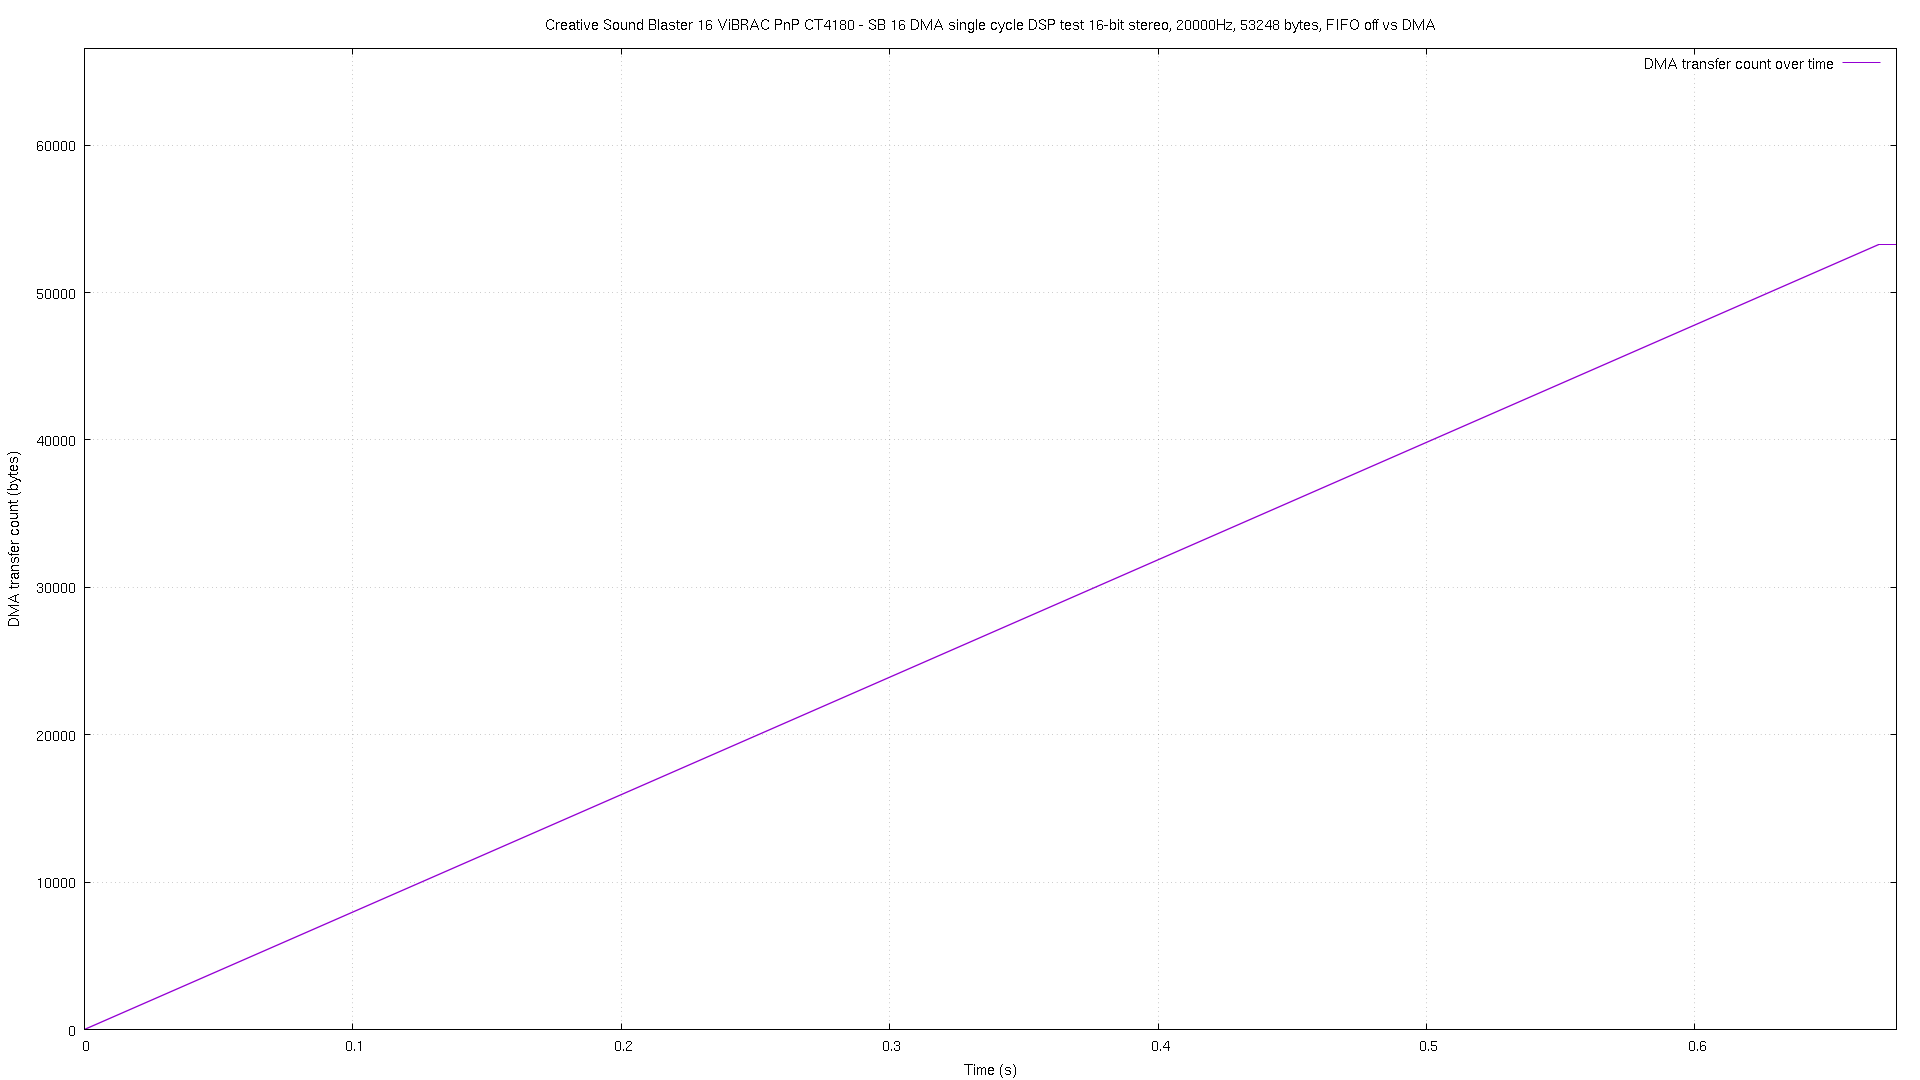 Creative Sound Blaster 16 ViBRAC PnP CT4180 - SB 16 DMA single cycle DSP test 16-bit stereo, 20000Hz, 53248 bytes, FIFO off vs DMA
DMA transfer count over time
60000
50000
40000
30000
20000
10000
0
DMA transfer count (bytes)
0 0.1 0.2 0.3 0.4 0.5 0.6
Time (s)